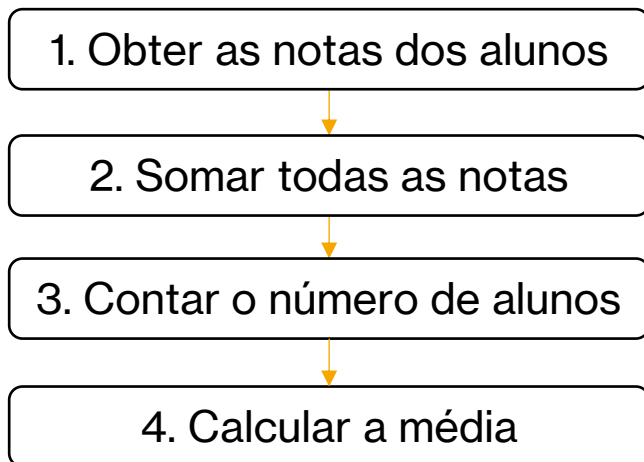 1. Obter as notas dos alunos
2. Somar todas as notas
3. Contar o número de alunos
4. Calcular a média